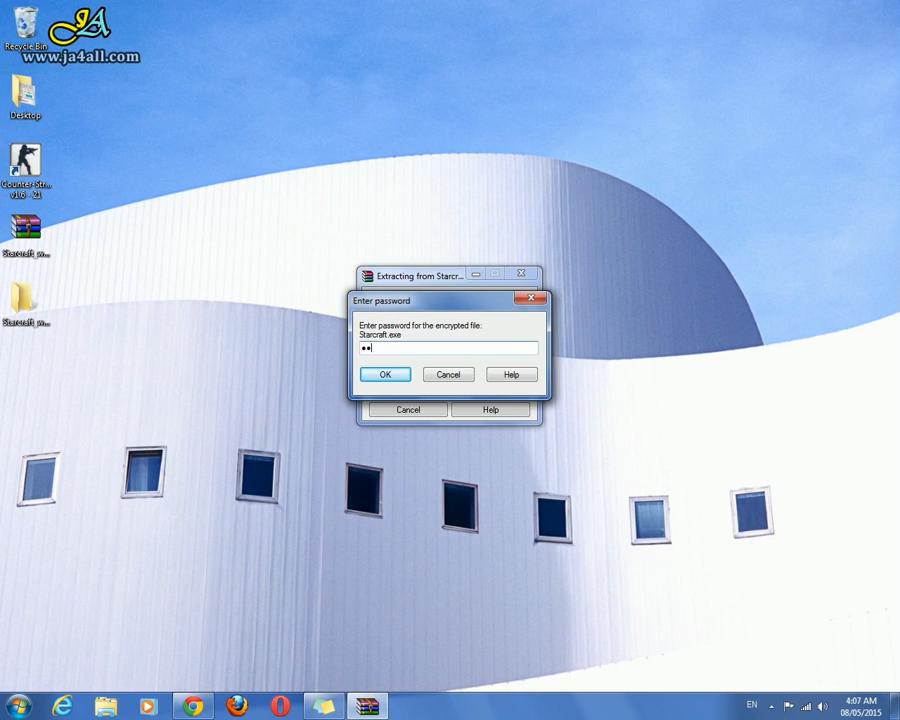 JA
Recycle Bin
www.ja4all.com
Desktop
Counter-Str...
v1.6 - 21
Starcraft_w...
Starcraft_w...
Extracting from Starcr...
Enter password
Enter password for the encrypted file:
Starcraft.exe
OK
Cancel
Help
Cancel
Help
EN
4:07 AM
08/05/2015